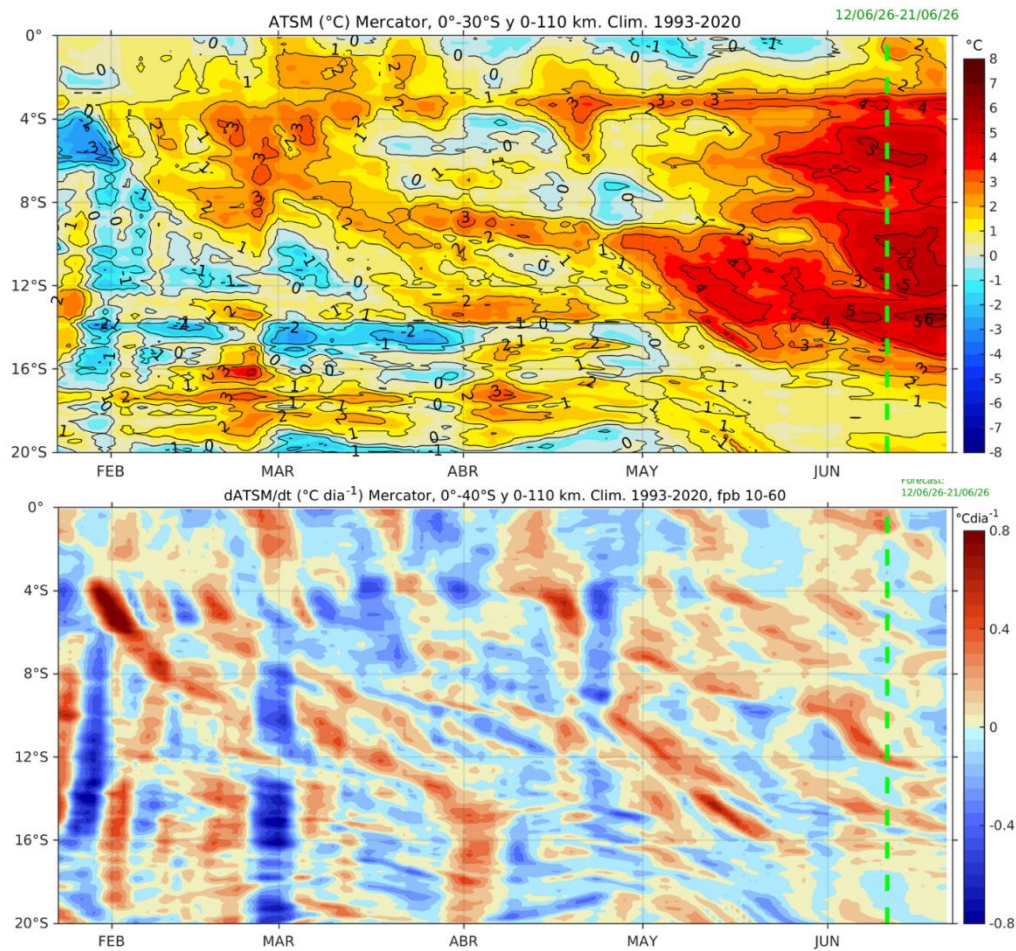 ATSM (°C) Mercator, 0°-30°S y 0-110 km. Clim. 1993-2020
12/06/26-21/06/26
°C
0°
4°S
8°S
12°S
16°S
20°S
FEB MAR ABR MAY JUN
8
7
6
5
4
3
2
1
0
-1
-2
-3
-4
-5
-6
-7
-8
dATSM/dt (°C dia-1) Mercator, 0°-40°S y 0-110 km. Clim. 1993-2020, fpb 10-60
Forecast:
12/06/26-21/06/26
°Cdia-1
0°
4°S
8°S
12°S
16°S
20°S
FEB MAR ABR MAY JUN
0.8
0.4
0
-0.4
-0.8